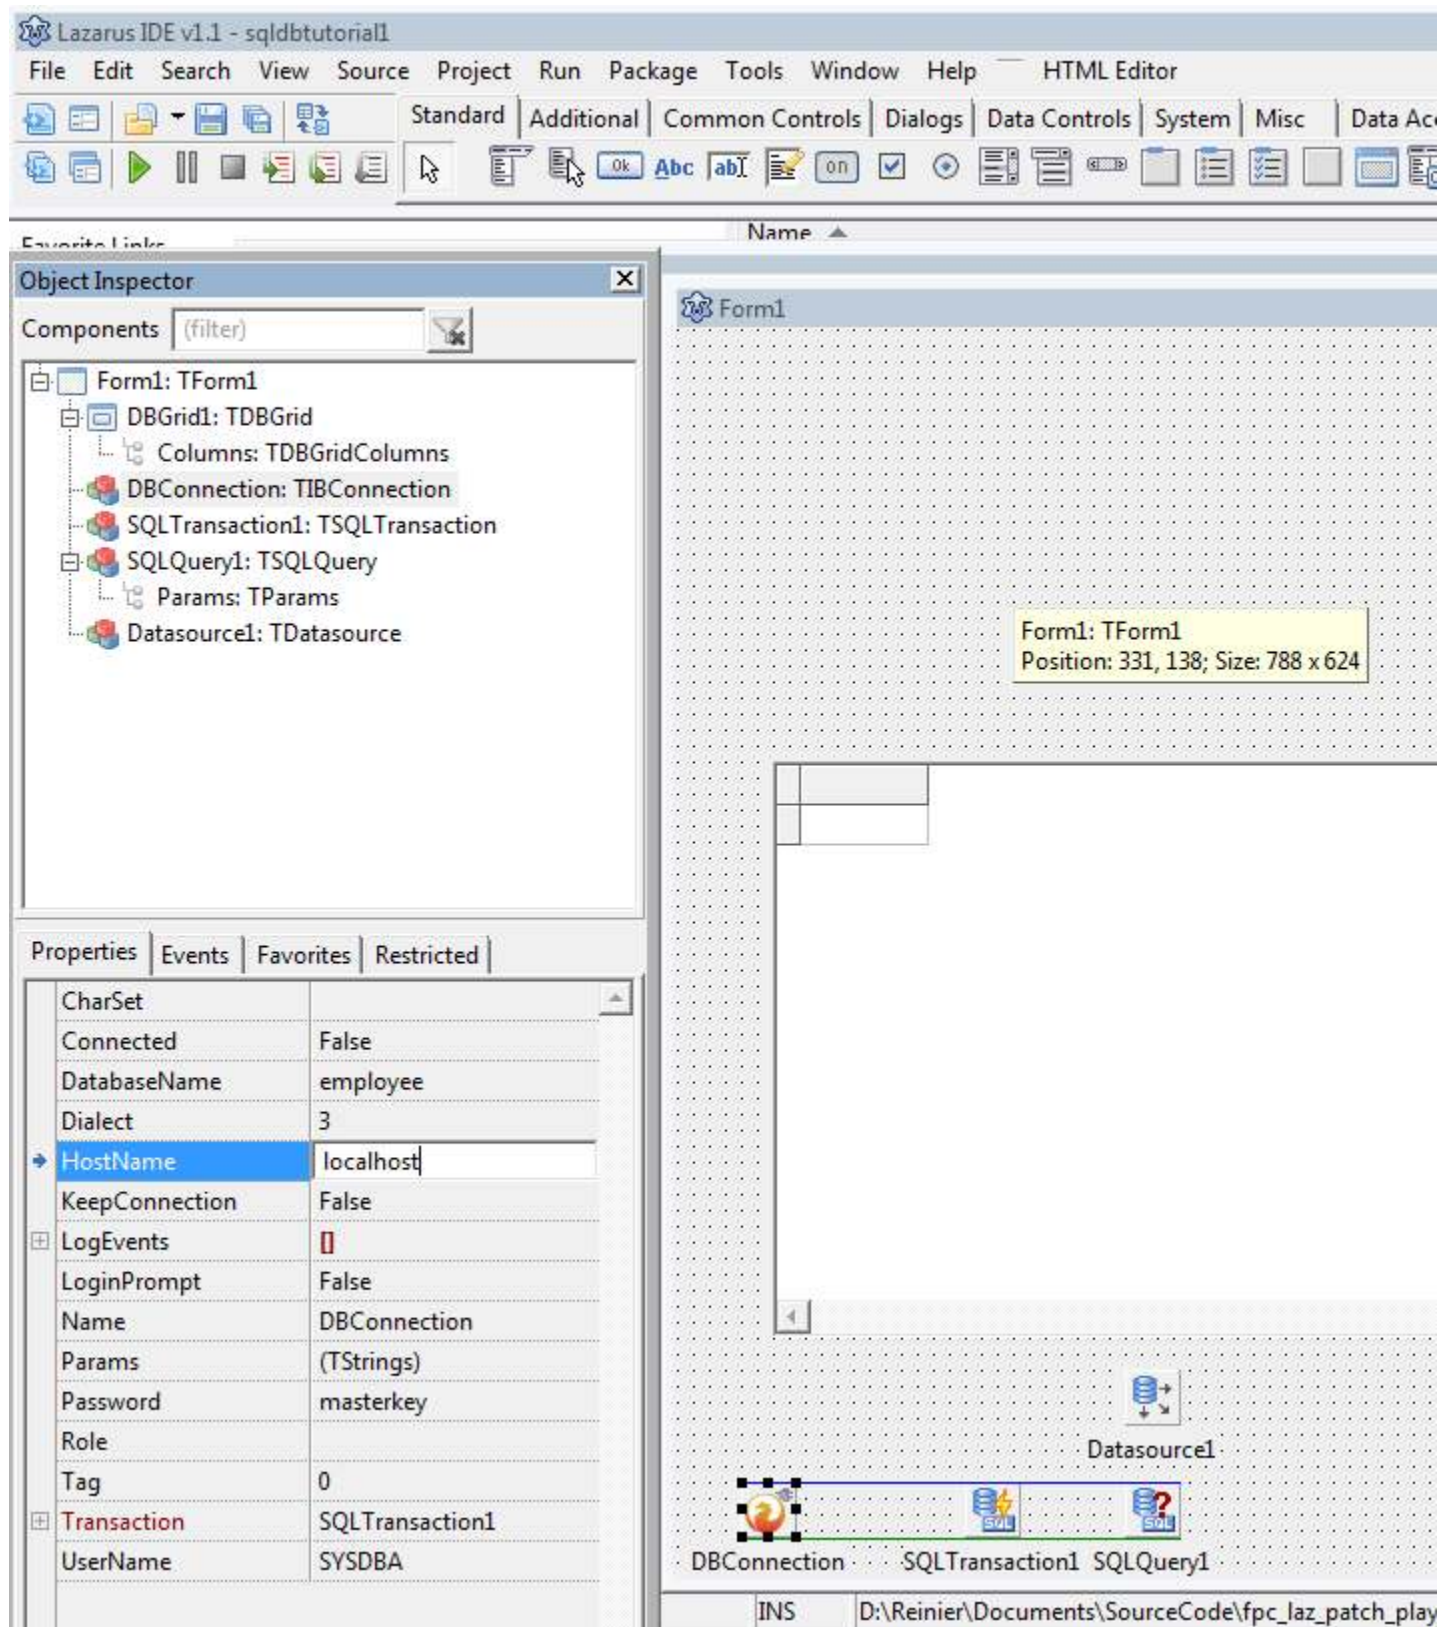 Lazarus IDE v1.1 - sqldbtutorial1
File Edit Search View Source Project Run Package Tools Window Help HTML Editor
Standard Additional Common Controls Dialogs Data Controls System Misc Data Acc
Ok Abc abI on
Favorite Links
Name
Object Inspector
Components (filter)
Form1: TForm1
DBGrid1: TDBGrid
Columns: TDBGridColumns
DBConnection: TIBConnection
SQLTransaction1: TSQLTransaction
SQLQuery1: TSQLQuery
Params: TParams
Datasource1: TDatasource
Form1
Form1: TForm1
Position: 331, 138; Size: 788 x 624
Properties Events Favorites Restricted
CharSet
Connected False
DatabaseName employee
Dialect 3
HostName localhost
KeepConnection False
LogEvents []
LoginPrompt False
Name DBConnection
Params (TStrings)
Password masterkey
Role
Tag 0
Transaction SQLTransaction1
UserName SYSDBA
Datasource1
SQL SQL
DBConnection SQLTransaction1 SQLQuery1
INS D:\Reinier\Documents\SourceCode\fpc_laz_patch_play